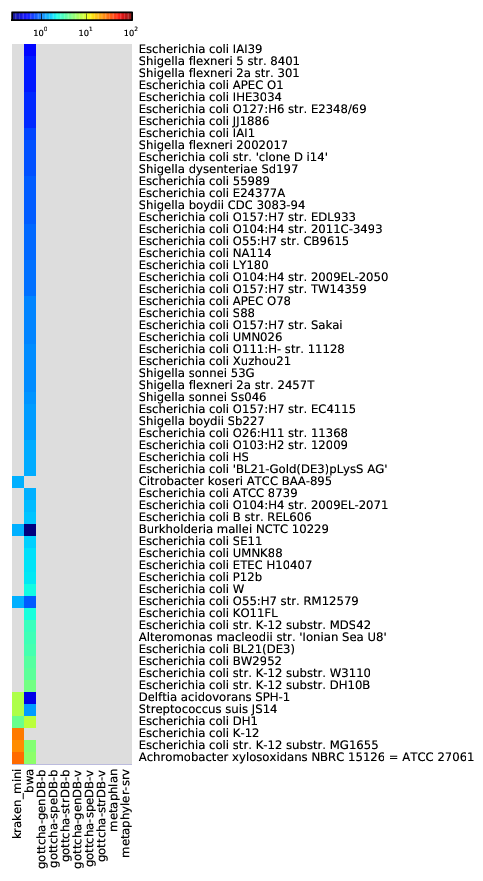 10^0 10^1 10^2
Escherichia coli IAI39
Shigella flexneri 5 str. 8401
Shigella flexneri 2a str. 301
Escherichia coli APEC O1
Escherichia coli IHE3034
Escherichia coli O127:H6 str. E2348/69
Escherichia coli JJ1886
Escherichia coli IAI1
Shigella flexneri 2002017
Escherichia coli str. 'clone D i14'
Shigella dysenteriae Sd197
Escherichia coli 55989
Escherichia coli E24377A
Shigella boydii CDC 3083-94
Escherichia coli O157:H7 str. EDL933
Escherichia coli O104:H4 str. 2011C-3493
Escherichia coli O55:H7 str. CB9615
Escherichia coli NA114
Escherichia coli LY180
Escherichia coli O104:H4 str. 2009EL-2050
Escherichia coli O157:H7 str. TW14359
Escherichia coli APEC O78
Escherichia coli S88
Escherichia coli O157:H7 str. Sakai
Escherichia coli UMN026
Escherichia coli O111:H- str. 11128
Escherichia coli Xuzhou21
Shigella sonnei 53G
Shigella flexneri 2a str. 2457T
Shigella sonnei Ss046
Escherichia coli O157:H7 str. EC4115
Shigella boydii Sb227
Escherichia coli O26:H11 str. 11368
Escherichia coli O103:H2 str. 12009
Escherichia coli HS
Escherichia coli 'BL21-Gold(DE3)pLysS AG'
Citrobacter koseri ATCC BAA-895
Escherichia coli ATCC 8739
Escherichia coli O104:H4 str. 2009EL-2071
Escherichia coli B str. REL606
Burkholderia mallei NCTC 10229
Escherichia coli SE11
Escherichia coli UMNK88
Escherichia coli ETEC H10407
Escherichia coli P12b
Escherichia coli W
Escherichia coli O55:H7 str. RM12579
Escherichia coli KO11FL
Escherichia coli str. K-12 substr. MDS42
Alteromonas macleodii str. 'Ionian Sea U8'
Escherichia coli BL21(DE3)
Escherichia coli BW2952
Escherichia coli str. K-12 substr. W3110
Escherichia coli str. K-12 substr. DH10B
Delftia acidovorans SPH-1
Streptococcus suis JS14
Escherichia coli DH1
Escherichia coli K-12
Escherichia coli str. K-12 substr. MG1655
Achromobacter xylosoxidans NBRC 15126 = ATCC 27061
kraken_mini
bwa
gottcha-genDB-b
gottcha-speDB-b
gottcha-strDB-b
gottcha-genDB-v
gottcha-speDB-v
gottcha-strDB-v
metaphlan
metaphyler-srv